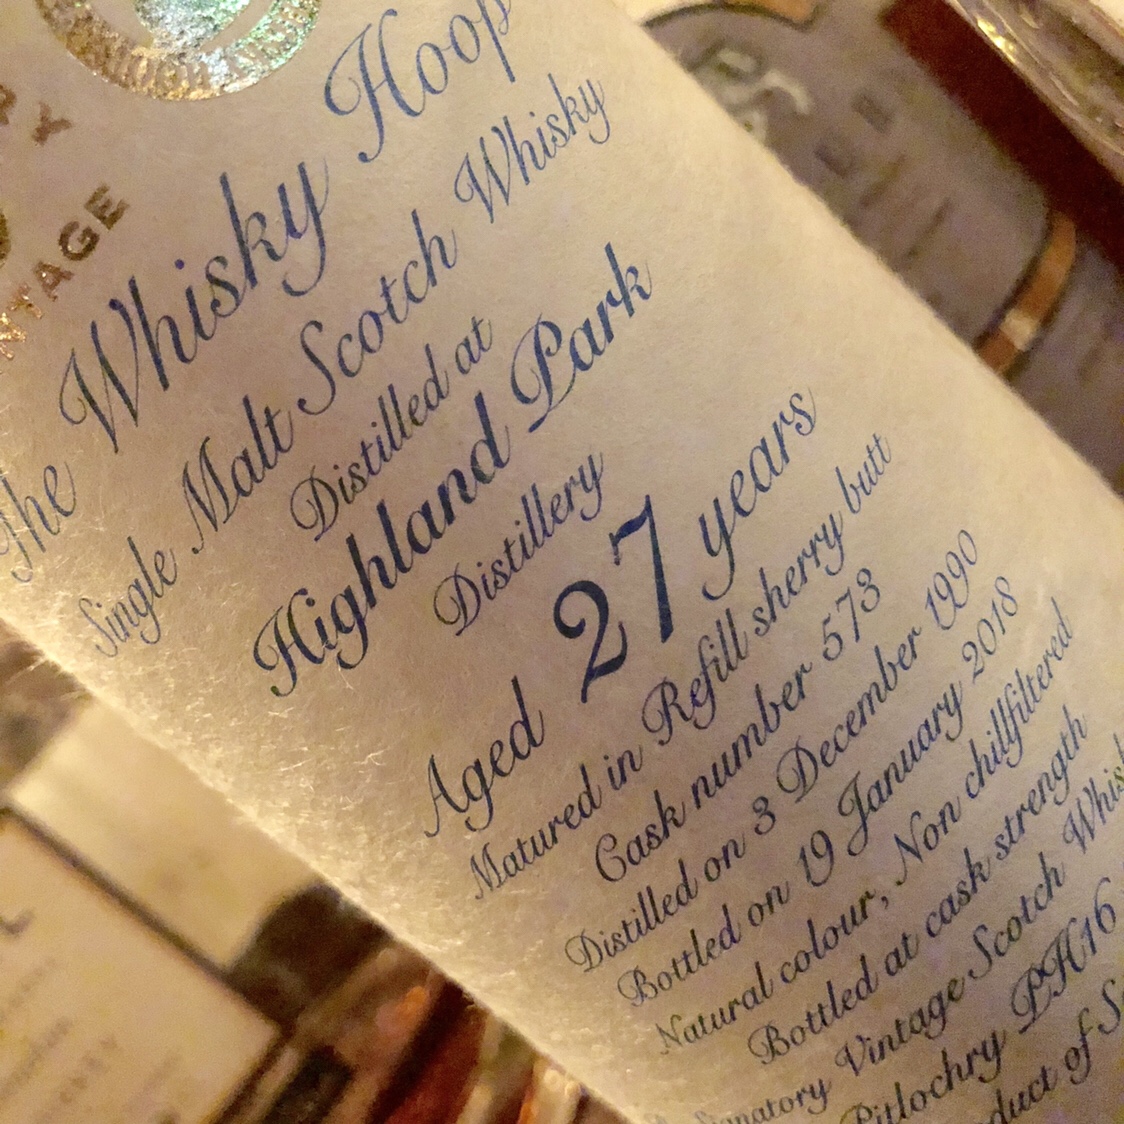 The Whisky Hoop
Single Malt Scotch Whisky
Distilled at
Highland Park
Distillery
Aged 27 years
Matured in Refill sherry butt
Cask number 573
Distilled on 3 December 1990
Bottled on 19 January 2018
Natural colour, Non chillfiltered
Bottled at cask strength
Vintage Scotch
Pitlochry PH16
of